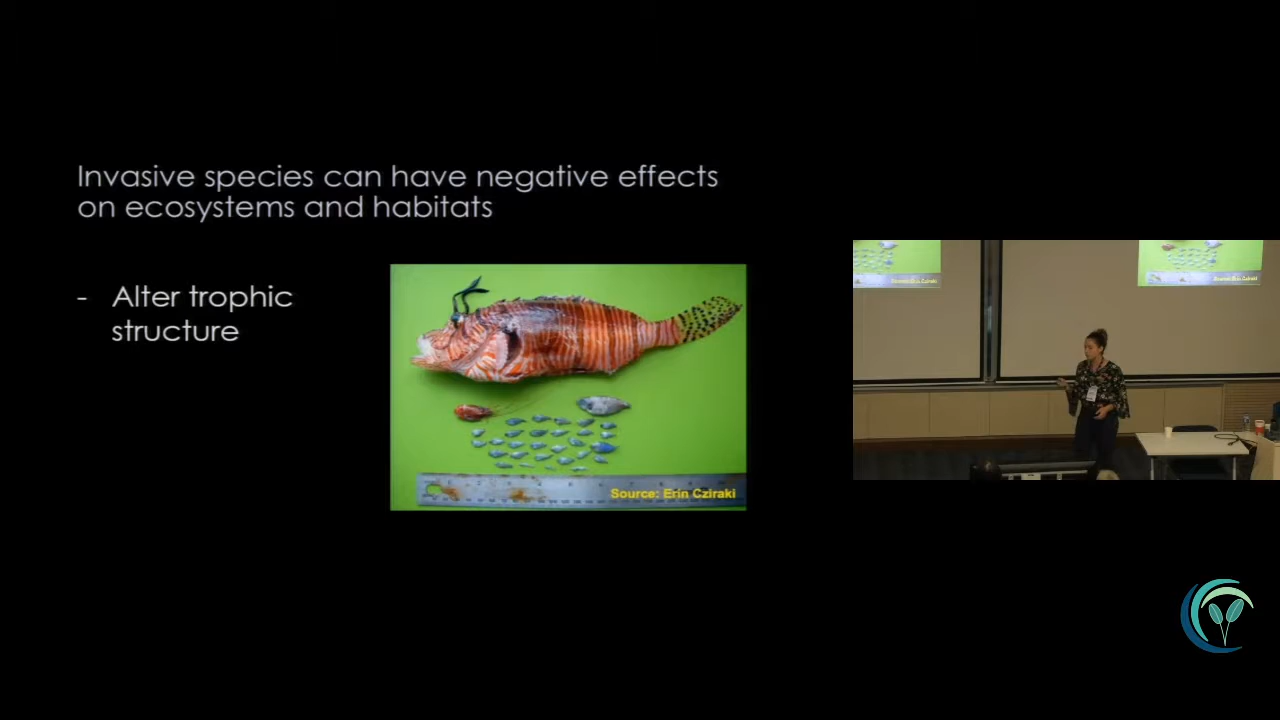 Invasive species can have negative effects
on ecosystems and habitats
- Alter trophic
structure
Source: Erin Cziraki